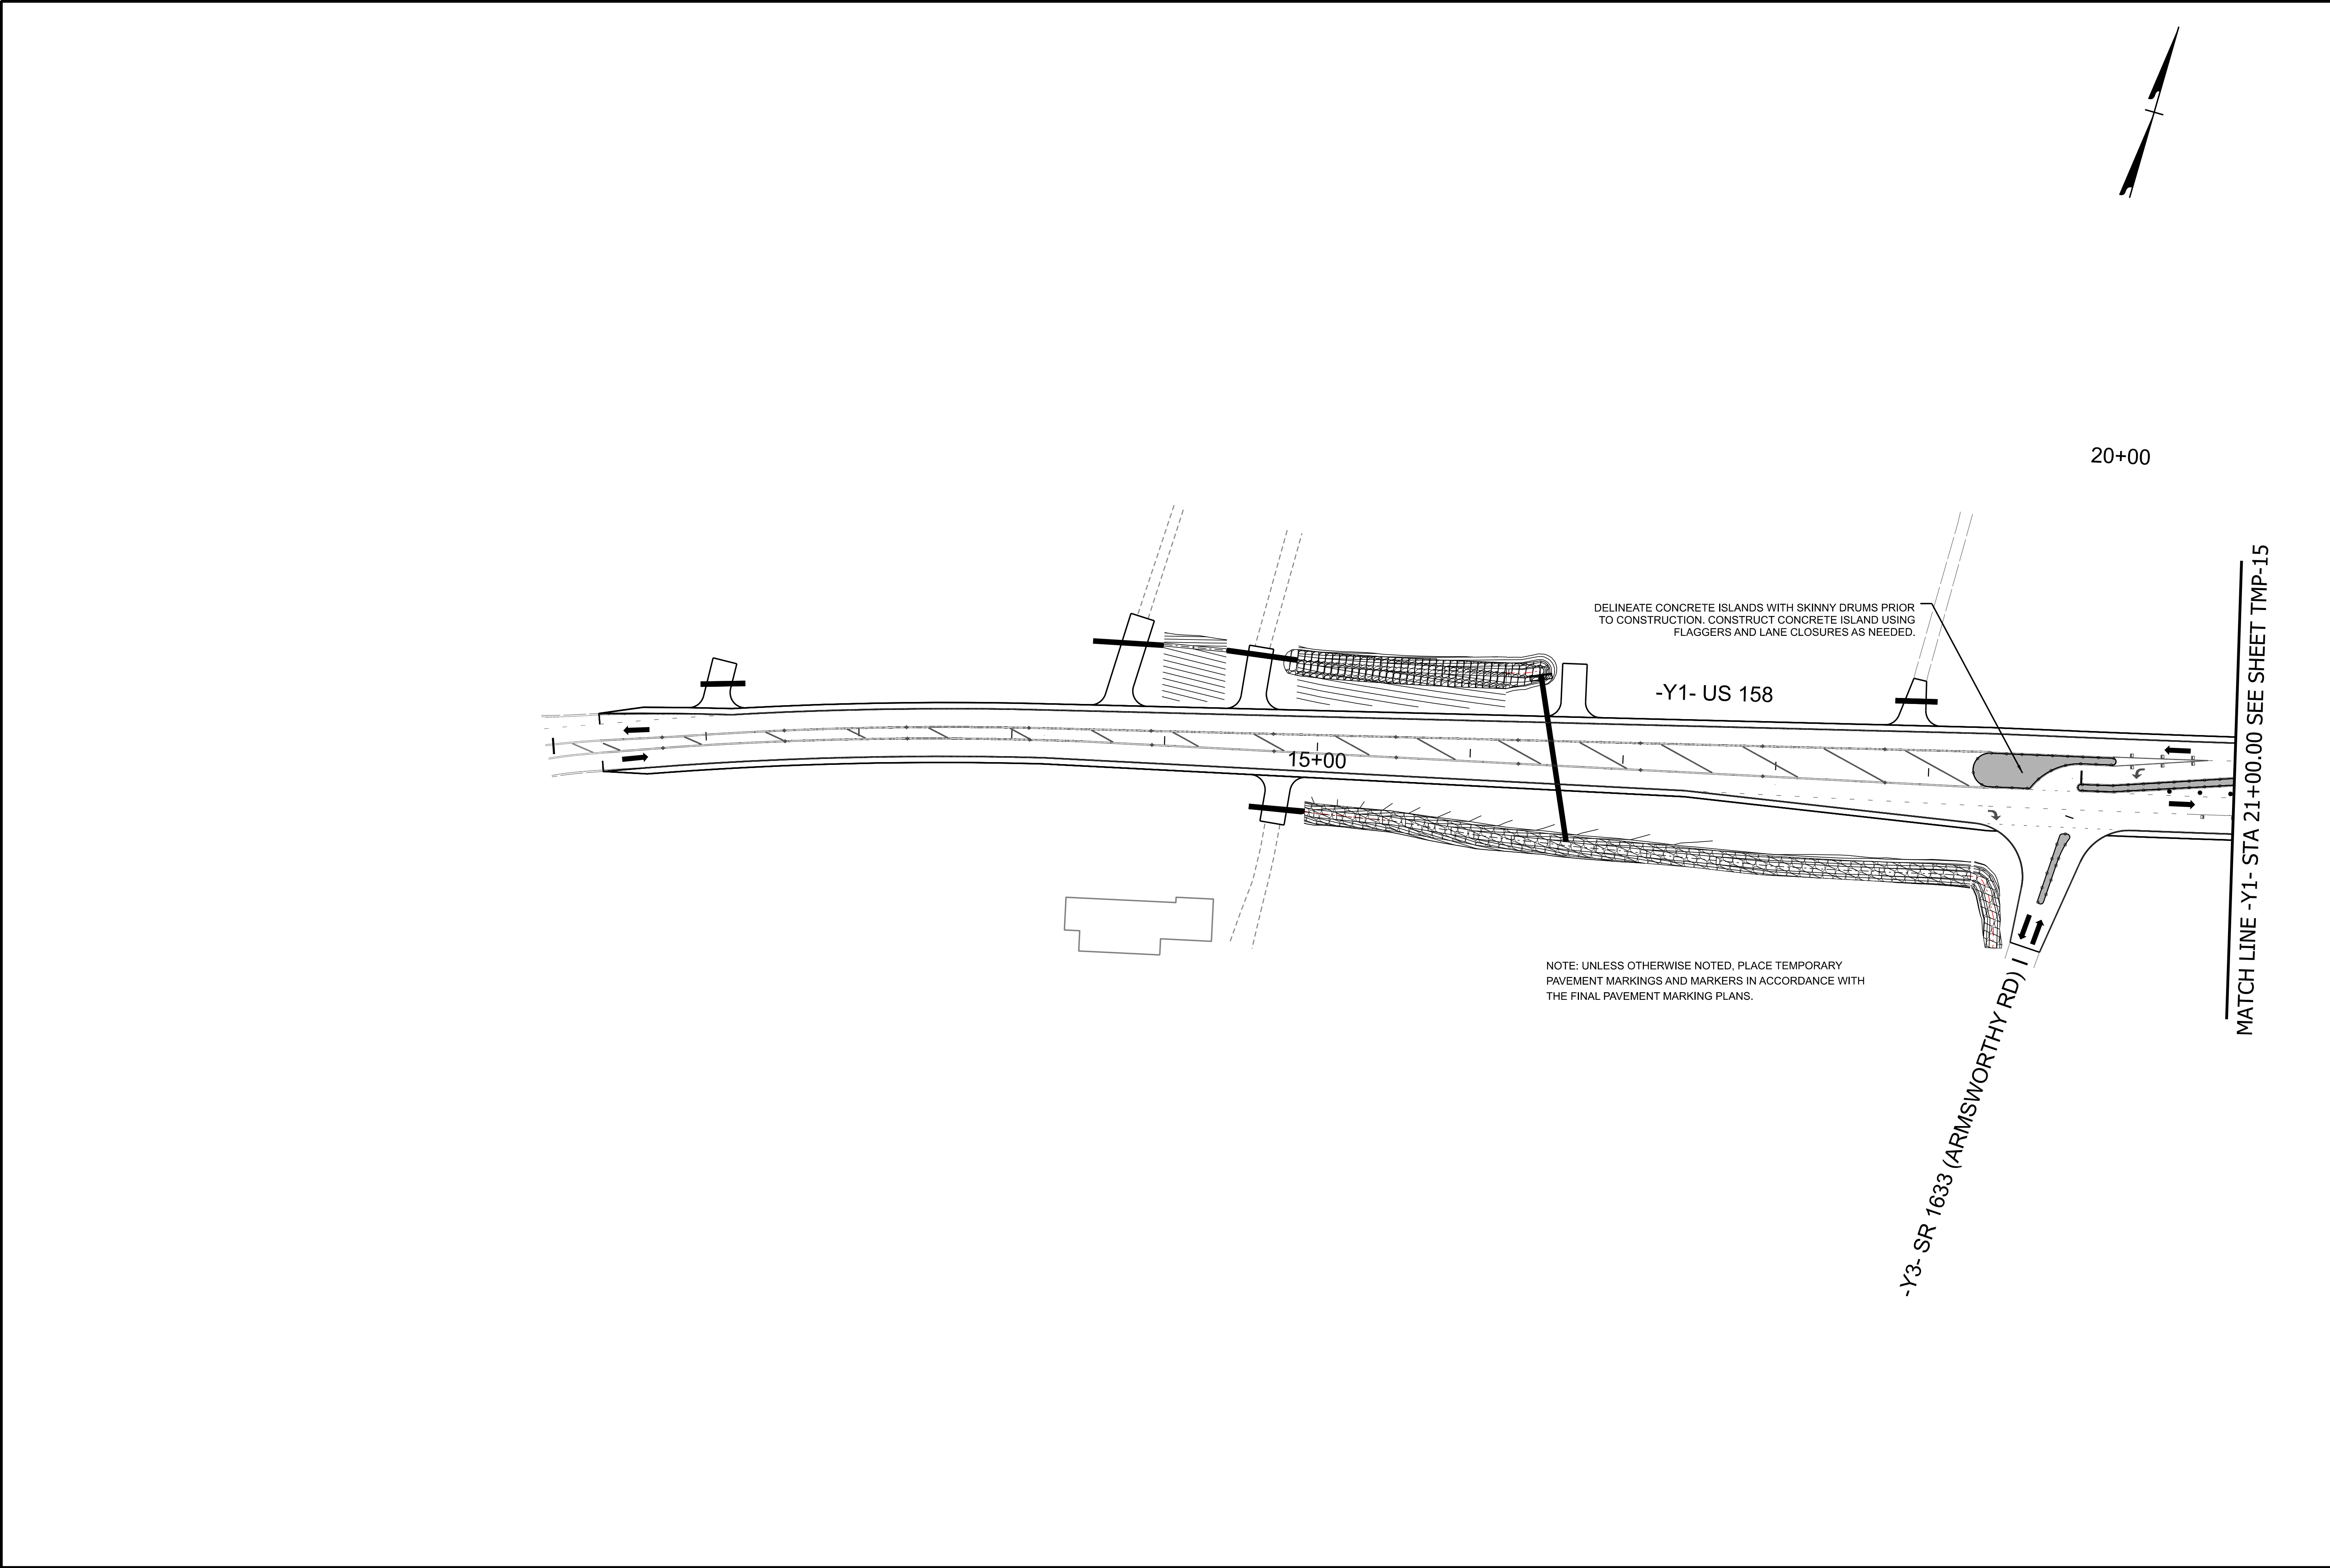 20+00
DELINEATE CONCRETE ISLANDS WITH SKINNY DRUMS PRIOR
TO CONSTRUCTION. CONSTRUCT CONCRETE ISLAND USING
FLAGGERS AND LANE CLOSURES AS NEEDED.
-Y1- US 158
15+00
MATCH LINE -Y1- STA 21+00.00 SEE SHEET TMP-15
NOTE: UNLESS OTHERWISE NOTED, PLACE TEMPORARY
PAVEMENT MARKINGS AND MARKERS IN ACCORDANCE WITH
THE FINAL PAVEMENT MARKING PLANS.
-Y3- SR 1633 (ARMSWORTHY RD)